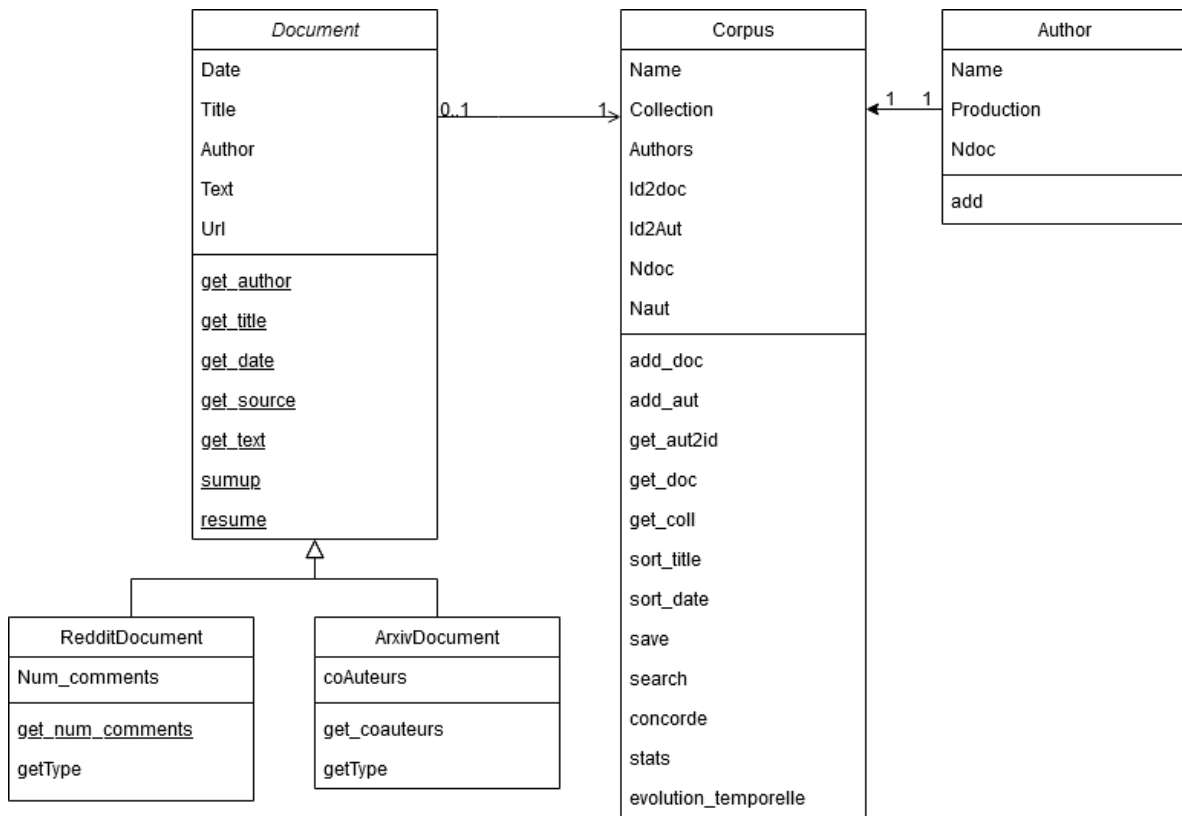 Document
Date
Title
Author
Text
Url
get_author
get_title
get_date
get_source
get_text
sumup
resume
0..1
1
Corpus
Name
Collection
Authors
Id2doc
Id2Aut
Ndoc
Naut
add_doc
add_aut
get_aut2id
get_doc
get_coll
sort_title
sort_date
save
search
concorde
stats
evolution_temporelle
1
1
Author
Name
Production
Ndoc
add
RedditDocument
Num_comments
get_num_comments
getType
ArxivDocument
coAuteurs
get_coauteurs
getType